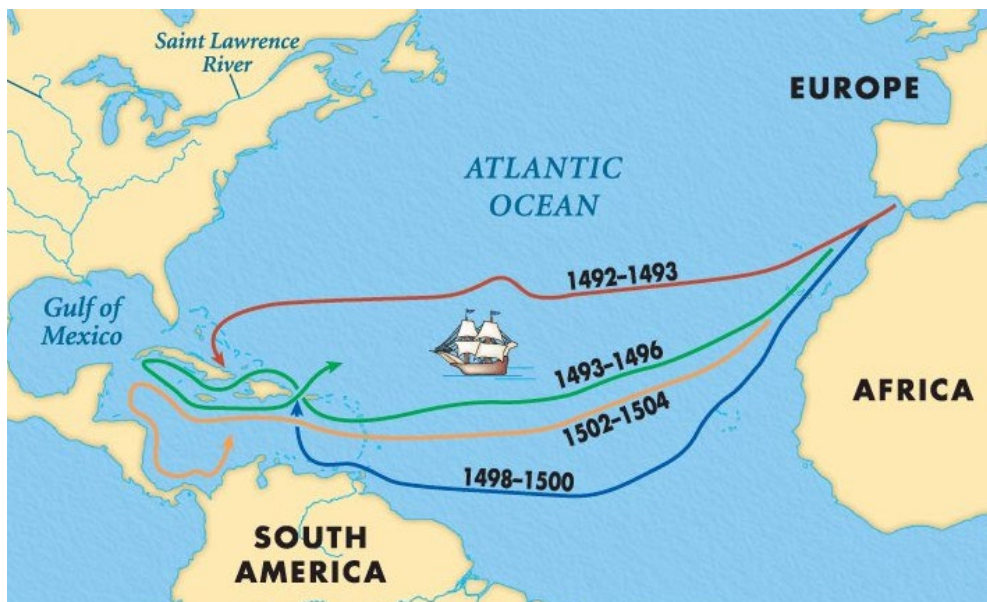 Saint Lawrence
River
EUROPE
ATLANTIC
OCEAN
1492–1493
Gulf of
Mexico
1493–1496
AFRICA
1502–1504
1498–1500
SOUTH
AMERICA